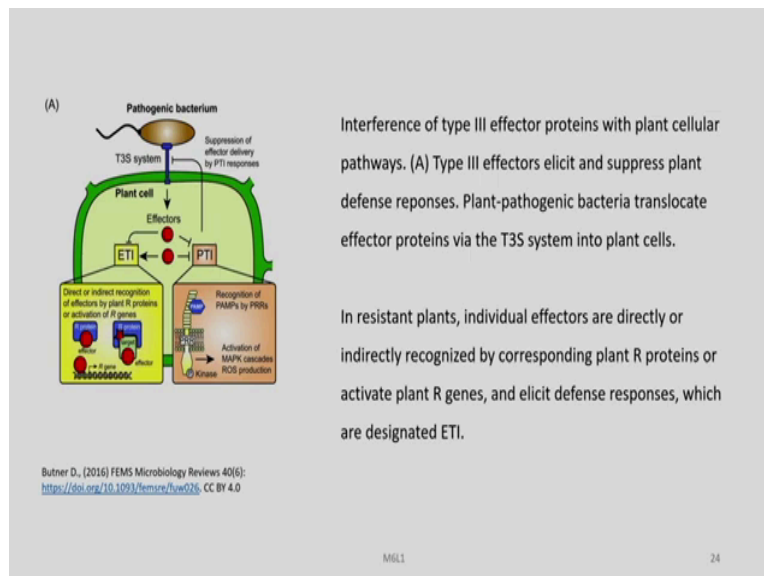 (A)
Pathogenic bacterium
T3S system
Suppression of
effector delivery
by PTI responses
Plant cell
Effectors
ETI
PTI
Direct or indirect recognition
of effectors by plant R proteins
or activation of R genes
R protein
effector
R protein
target
effector
R gene
Recognition of
PAMPs by PRRs
PAMP
PRR
Activation of
MAPK cascades
ROS production
Kinase
Butner D., (2016) FEMS Microbiology Reviews 40(6):
https://doi.org/10.1093/femsre/fuw026. CC BY 4.0
Interference of type III effector proteins with plant cellular
pathways. (A) Type III effectors elicit and suppress plant
defense reponses. Plant-pathogenic bacteria translocate
effector proteins via the T3S system into plant cells.
In resistant plants, individual effectors are directly or
indirectly recognized by corresponding plant R proteins or
activate plant R genes, and elicit defense responses, which
are designated ETI.
M6L1
24